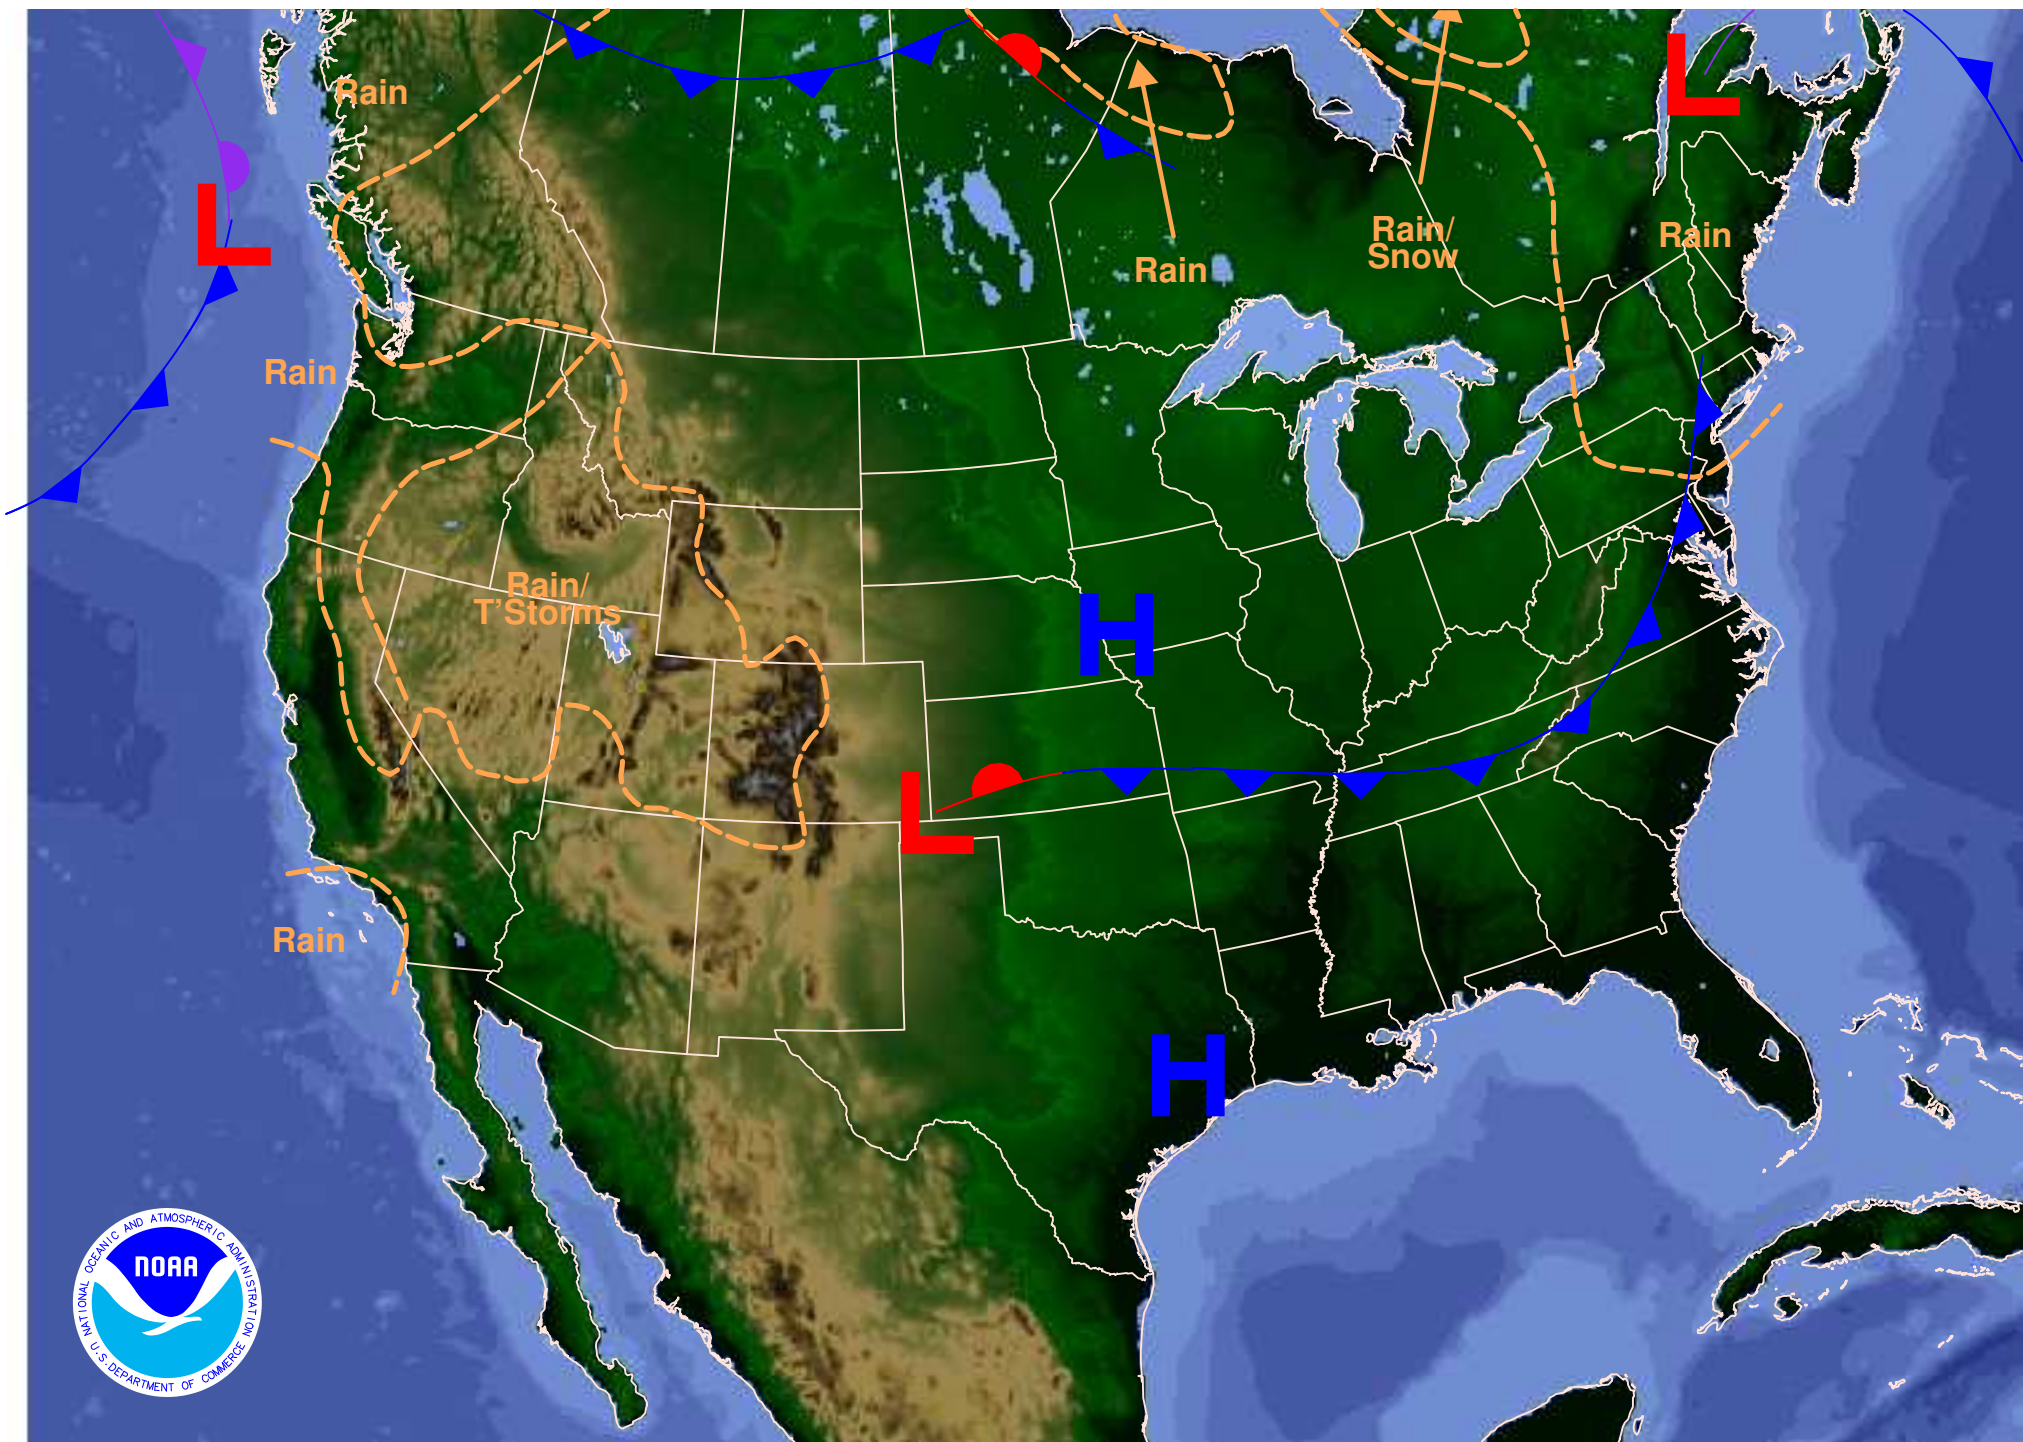 Rain
Rain/
Snow
Rain
Rain
Rain
Rain/
T'Storms
Rain
L
L
L
H
H
NATIONAL OCEANIC AND ATMOSPHERIC ADMINISTRATION
NOAA
U.S. DEPARTMENT OF COMMERCE